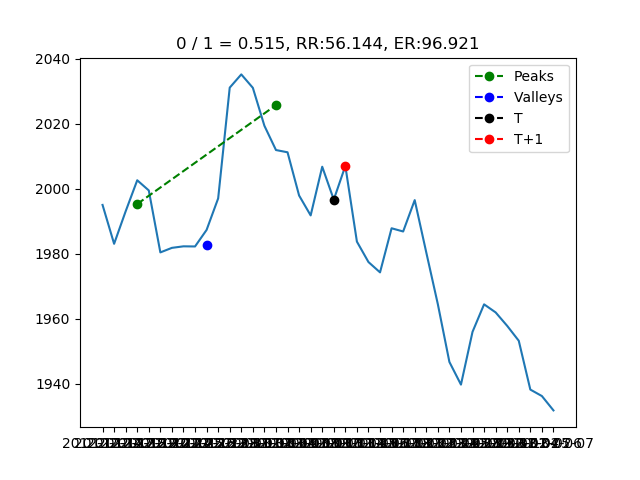 0 / 1 = 0.515, RR:56.144, ER:96.921
2040
2020
2000
1980
1960
1940
Peaks
Valleys
T
T+1